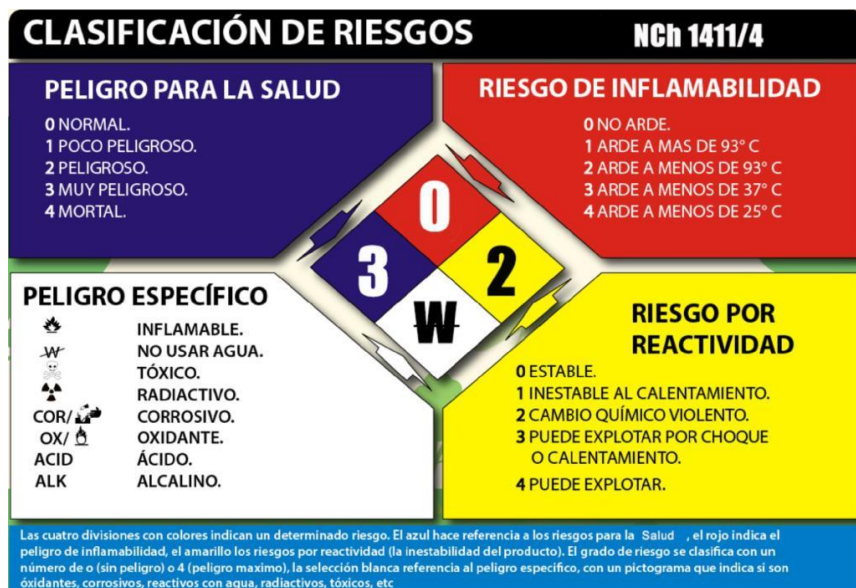 CLASIFICACIÓN DE RIESGOS
NCh 1411/4
PELIGRO PARA LA SALUD
0 NORMAL.
1 POCO PELIGROSO.
2 PELIGROSO.
3 MUY PELIGROSO.
4 MORTAL.
RIESGO DE INFLAMABILIDAD
0 NO ARDE.
1 ARDE A MAS DE 93° C
2 ARDE A MENOS DE 93° C
3 ARDE A MENOS DE 37° C
4 ARDE A MENOS DE 25° C
0
3
2
W
PELIGRO ESPECÍFICO
INFLAMABLE.
W NO USAR AGUA.
TÓXICO.
RADIACTIVO.
COR/ CORROSIVO.
OX/ OXIDANTE.
ACID ÁCIDO.
ALK ALCALINO.
RIESGO POR
REACTIVIDAD
0 ESTABLE.
1 INESTABLE AL CALENTAMIENTO.
2 CAMBIO QUÍMICO VIOLENTO.
3 PUEDE EXPLOTAR POR CHOQUE
O CALENTAMIENTO.
4 PUEDE EXPLOTAR.
Las cuatro divisiones con colores indican un determinado riesgo. El azul hace referencia a los riesgos para la Salud , el rojo indica el
peligro de inflamabilidad, el amarillo los riesgos por reactividad (la inestabilidad del producto). El grado de riesgo se clasifica con un
número de o (sin peligro) o 4 (peligro maximo), la selección blanca referencia al peligro especifico, con un pictograma que indica si son
óxidantes, corrosivos, reactivos con agua, radiactivos, tóxicos, etc